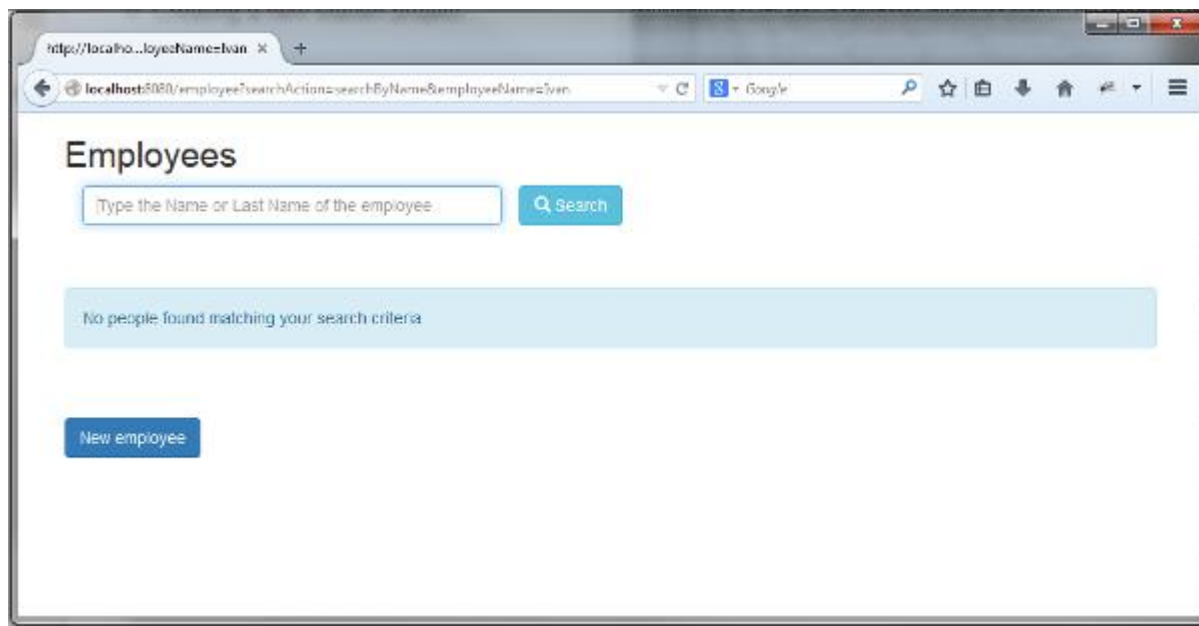 http://localho...loyeeName=Ivan
localhost:8080/employee?searchAction=searchByName&employeeName=Ivan
Google
Employees
Type the Name or Last Name of the employee
Search
No people found matching your search criteria
New employee